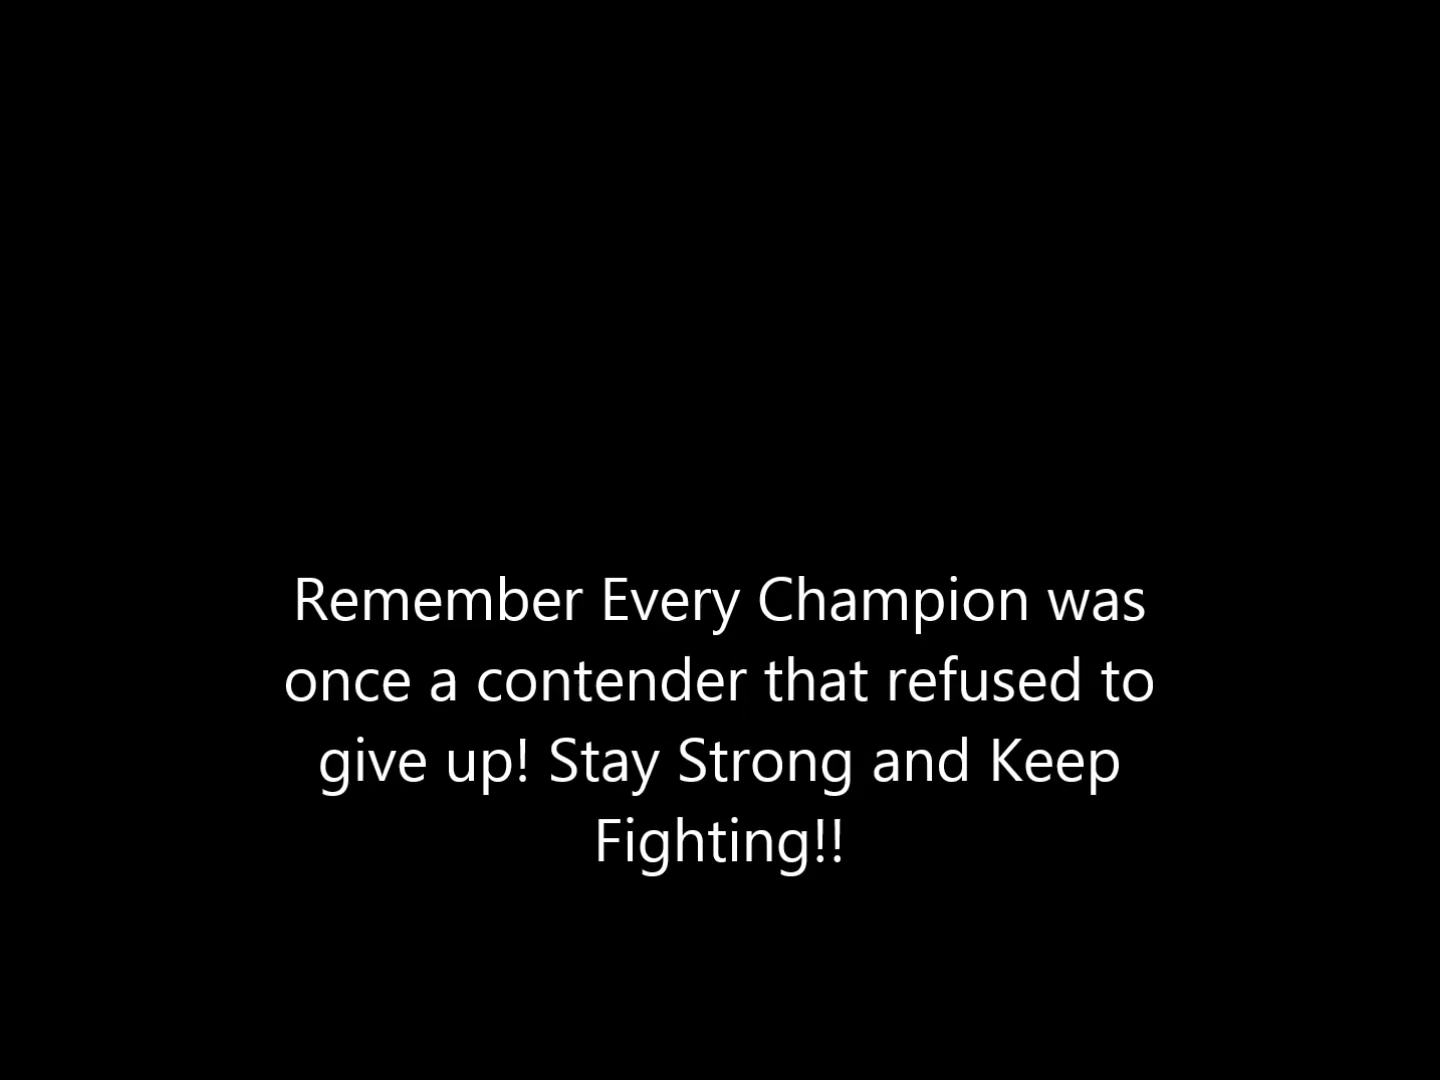 Remember Every Champion was
once a contender that refused to
give up! Stay Strong and Keep
Fighting!!